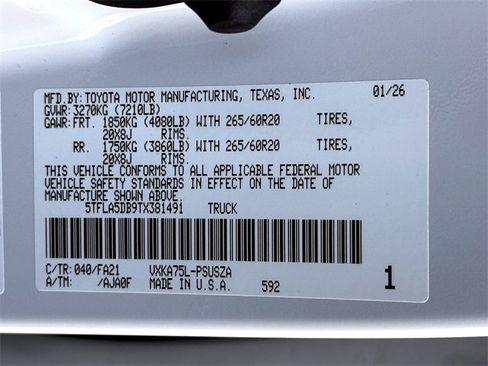 MFD.BY: TOYOTA MOTOR MANUFACTURING, TEXAS, INC. 01/26
GVWR: 3270KG (7210LB)
GAWR: FRT. 1850KG (4080LB) WITH 265/60R20 TIRES,
20X8J RIMS.
RR. 1750KG (3860LB) WITH 265/60R20 TIRES,
20X8J RIMS.
THIS VEHICLE CONFORMS TO ALL APPLICABLE FEDERAL MOTOR
VEHICLE SAFETY STANDARDS IN EFFECT ON THE DATE OF
MANUFACTURE SHOWN ABOVE.
5TFLA5DB9TX381491 TRUCK
C/TR: 040/FA21 VXKA75L-PSUSZA
A/TM: /AJA0F MADE IN U.S.A. 592 1